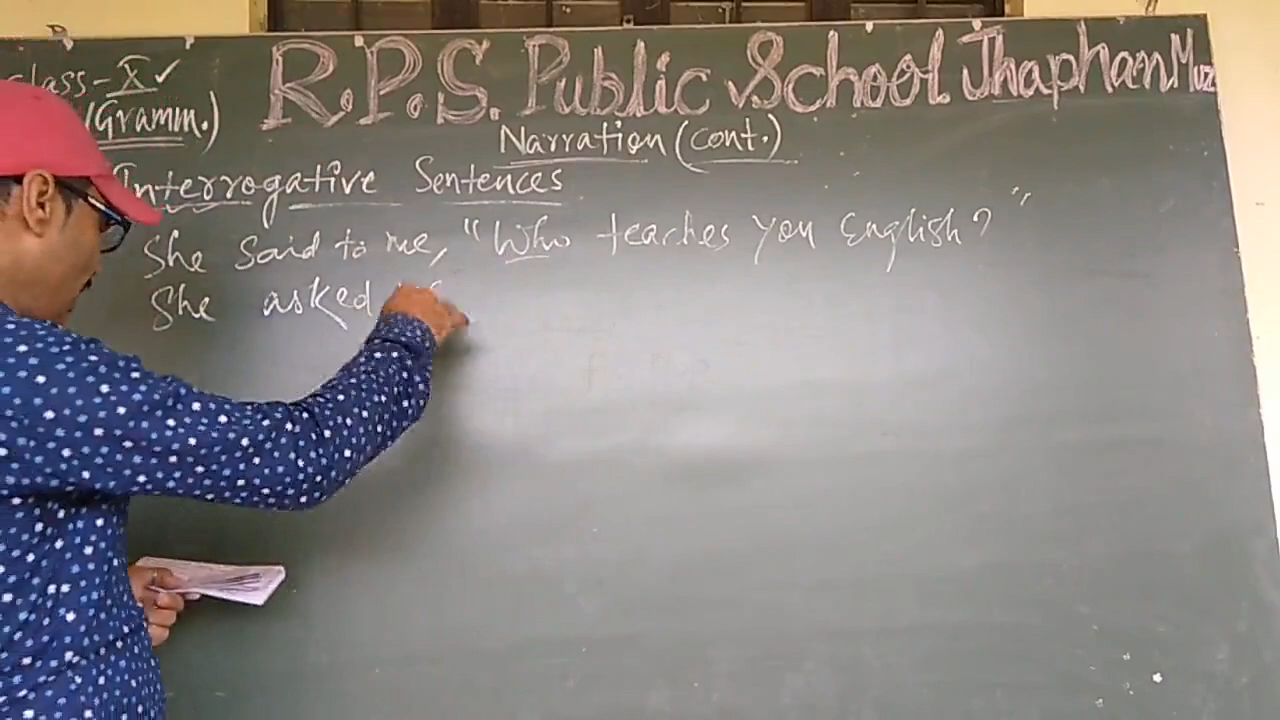 class-X ✓
R.P.S. Public School Jhaphan. Muz
(Gramm.)
Narration (cont.)
Interrogative Sentences
She said to me, "Who teaches you English?"
She asked